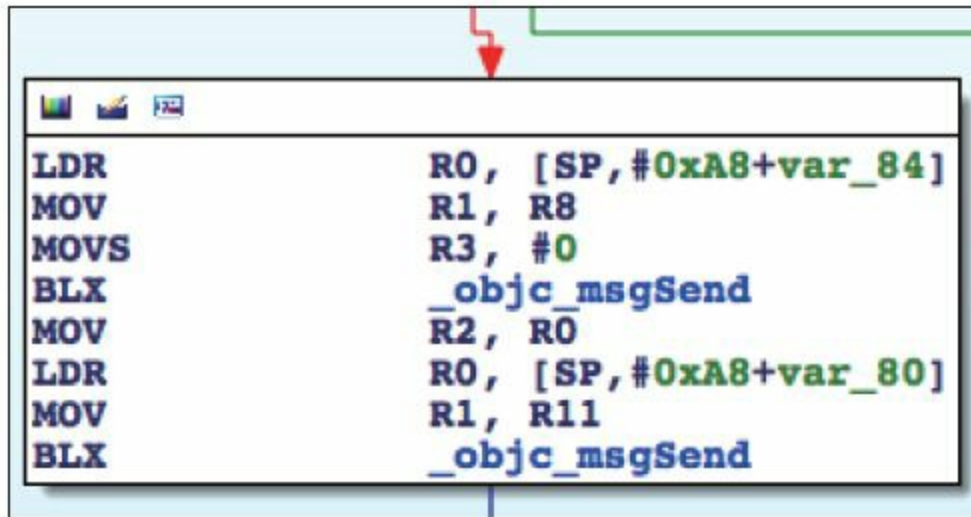 LDR R0, [SP,#0xA8+var_84]
MOV R1, R8
MOVS R3, #0
BLX _objc_msgSend
MOV R2, R0
LDR R0, [SP,#0xA8+var_80]
MOV R1, R11
BLX _objc_msgSend